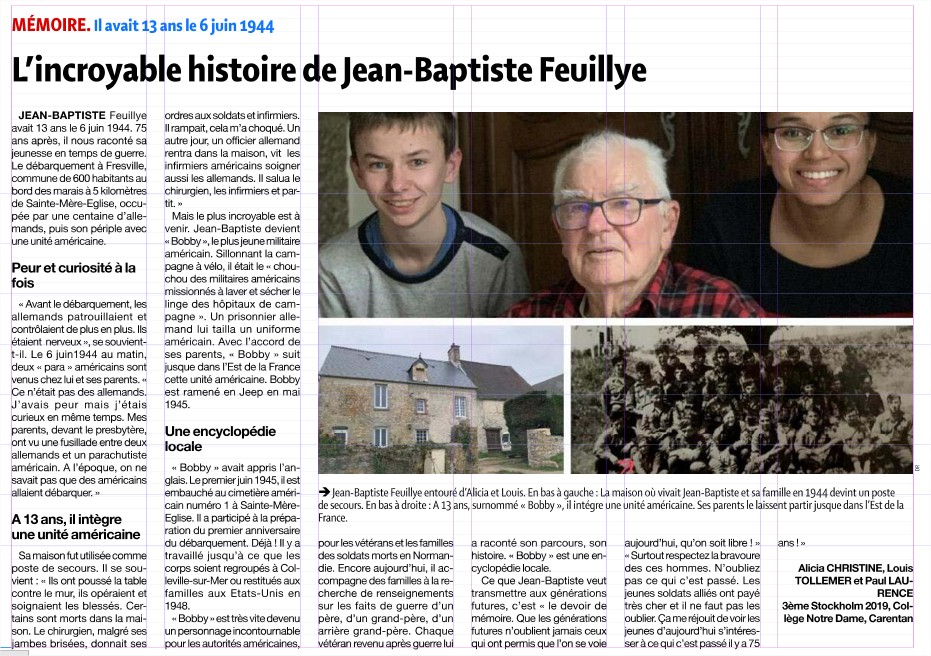 MÉMOIRE. Il avait 13 ans le 6 juin 1944
L'incroyable histoire de Jean-Baptiste Feuillye
JEAN-BAPTISTE Feuillye
avait 13 ans le 6 juin 1944. 75
ans après, il nous raconté sa
jeunesse en temps de guerre.
Le débarquement à Fresville,
commune de 600 habitants au
bord des marais à 5 kilomètres
de Sainte-Mère-Eglise, occu-
pée par une centaine d'alle-
mands, puis son périple avec
une unité américaine.
Peur et curiosité à la
fois
« Avant le débarquement, les
allemands patrouillaient et
contrôlaient de plus en plus. Ils
étaient nerveux », se souvient-
t-il. Le 6 juin1944 au matin,
deux « para » américains sont
venus chez lui et ses parents. «
Ce n'était pas des allemands.
J'avais peur mais j'étais
curieux en même temps. Mes
parents, devant le presbytère,
ont vu une fusillade entre deux
allemands et un parachutiste
américain. A l'époque, on ne
savait pas que des américains
allaient débarquer. »
A 13 ans, il intègre
une unité américaine
Sa maison fut utilisée comme
poste de secours. Il se sou-
vient : « Ils ont poussé la table
contre le mur, ils opéraient et
soignaient les blessés. Cer-
tains sont morts dans la mai-
son. Le chirurgien, malgré ses
jambes brisées, donnait ses
ordres aux soldats et infirmiers.
Il rampait, cela m'a choqué. Un
autre jour, un officier allemand
rentra dans la maison, vit les
infirmiers américains soigner
aussi les allemands. Il salua le
chirurgien, les infirmiers et par-
tit. »
Mais le plus incroyable est à
venir. Jean-Baptiste devient
« Bobby », le plus jeune militaire
américain. Sillonnant la cam-
pagne à vélo, il était le « chou-
chou des militaires américains
missionnés à laver et sécher le
linge des hôpitaux de cam-
pagne ». Un prisonnier alle-
mand lui tailla un uniforme
américain. Avec l'accord de
ses parents, « Bobby » suit
jusque dans l'Est de la France
cette unité américaine. Bobby
est ramené en Jeep en mai
1945.
Une encyclopédie
locale
« Bobby » avait appris l'an-
glais. Le premier juin 1945, il est
embauché au cimetière améri-
cain numéro 1 à Sainte-Mère-
Eglise. Il a participé à la prépa-
ration du premier anniversaire
du débarquement. Déjà ! Il y a
travaillé jusqu'à ce que les
corps soient regroupés à Col-
leville-sur-Mer ou restitués aux
familles aux Etats-Unis en
1948.
« Bobby » est très vite devenu
un personnage incontournable
pour les autorités américaines,
➔ Jean-Baptiste Feuillye entouré d'Alicia et Louis. En bas à gauche : La maison où vivait Jean-Baptiste et sa famille en 1944 devint un poste
de secours. En bas à droite : A 13 ans, surnommé « Bobby », il intègre une unité américaine. Ses parents le laissent partir jusque dans l'Est de la
France.
pour les vétérans et les familles
des soldats morts en Norman-
die. Encore aujourd'hui, il ac-
compagne des familles à la re-
cherche de renseignements
sur les faits de guerre d'un
père, d'un grand-père, d'un
arrière grand-père. Chaque
vétéran revenu après guerre lui
a raconté son parcours, son
histoire. « Bobby » est une en-
cyclopédie locale.
Ce que Jean-Baptiste veut
transmettre aux générations
futures, c'est « le devoir de
mémoire. Que les générations
futures n'oublient jamais ceux
qui ont permis que l'on se voie
aujourd'hui, qu'on soit libre ! »
« Surtout respectez la bravoure
des ces hommes. N'oubliez
pas ce qui c'est passé. Les
jeunes soldats alliés ont payé
très cher et il ne faut pas les
oublier. Ça me réjouit de voir les
jeunes d'aujourd'hui s'intéres-
ser à ce qui c'est passé il y a 75
ans ! »
Alicia CHRISTINE, Louis
TOLLEMER et Paul LAU-
RENCE
3ème Stockholm 2019, Col-
lège Notre Dame, Carentan